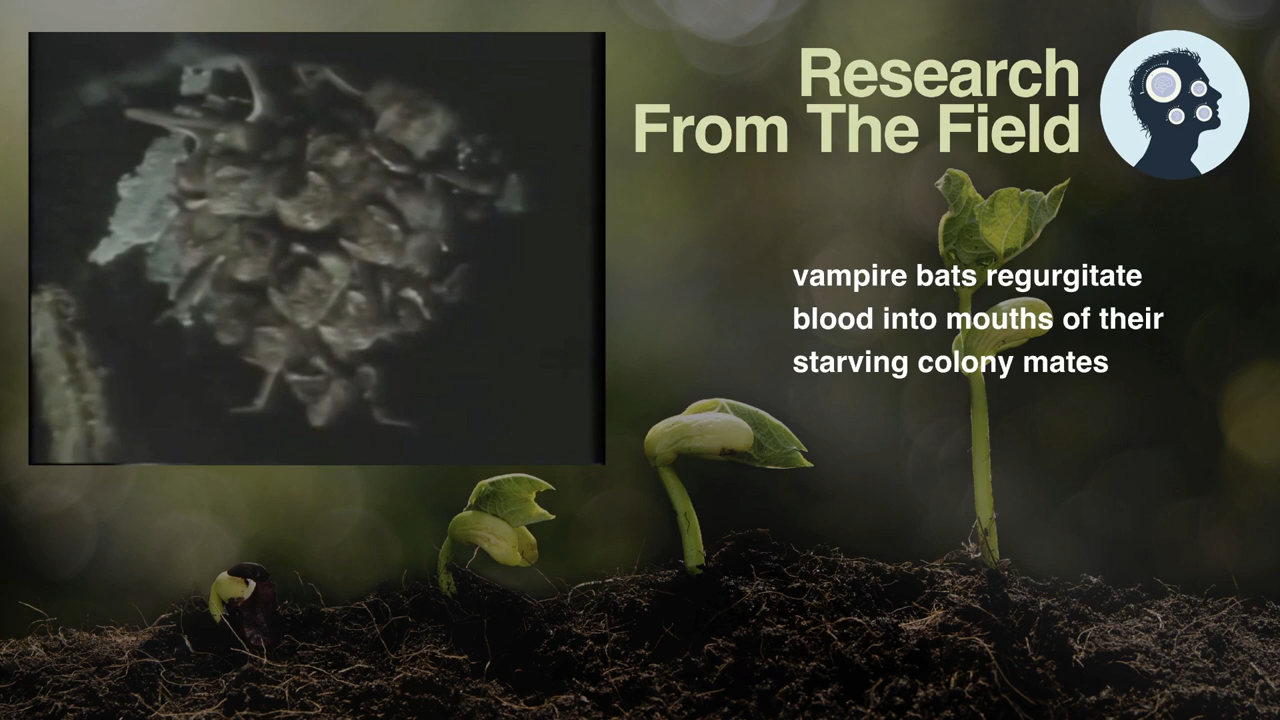 Research
From The Field
vampire bats regurgitate
blood into mouths of their
starving colony mates